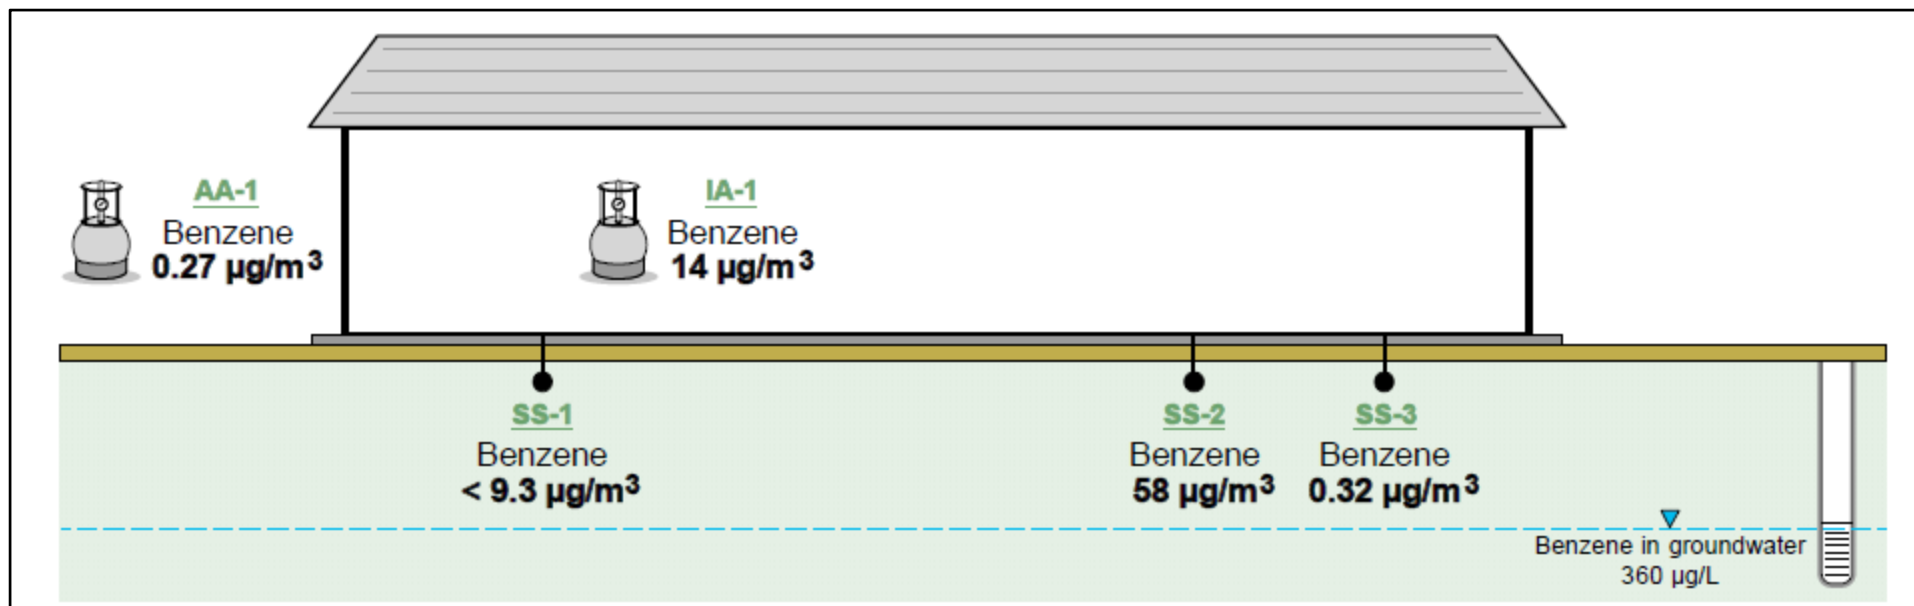 AA-1
Benzene
0.27 µg/m³
IA-1
Benzene
14 µg/m³
SS-1
Benzene
< 9.3 µg/m³
SS-2
Benzene
58 µg/m³
SS-3
Benzene
0.32 µg/m³
Benzene in groundwater
360 µg/L